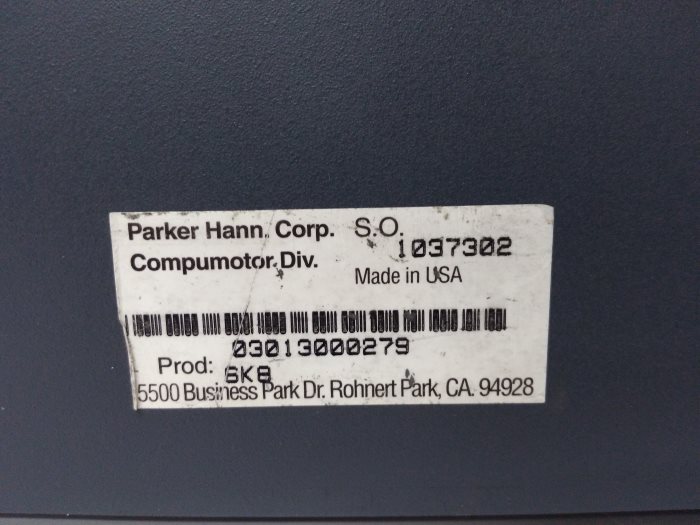 Parker Hann. Corp. S.O.
1037302
Compumotor Div.
Made in USA
03013000279
Prod: 6K8
5500 Business Park Dr. Rohnert Park, CA. 94928